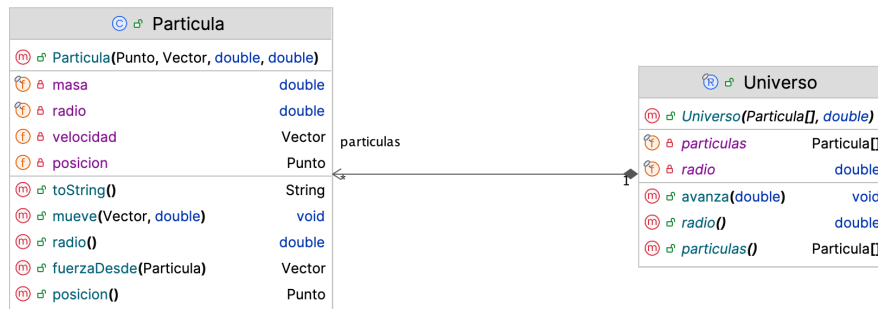 Particula
Particula(Punto, Vector, double, double)
masa double
radio double
velocidad Vector
posicion Punto
toString() String
mueve(Vector, double) void
radio() double
fuerzaDesde(Particula) Vector
posicion() Punto
particulas
*
1
Universo
Universo(Particula[], double)
particulas Particula[]
radio double
avanza(double) void
radio() double
particulas() Particula[]